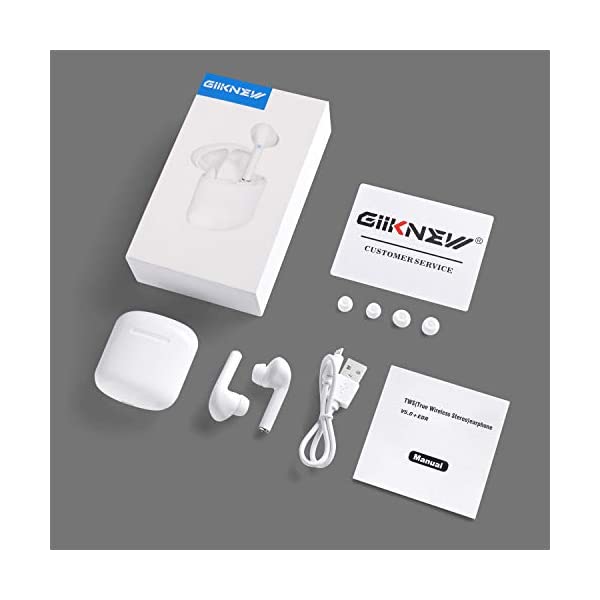 GIIKNEW
GIIKNEW®
CUSTOMER SERVICE
TWS(True Wireless Stereo)earphone
V5.0+EDR
Manual